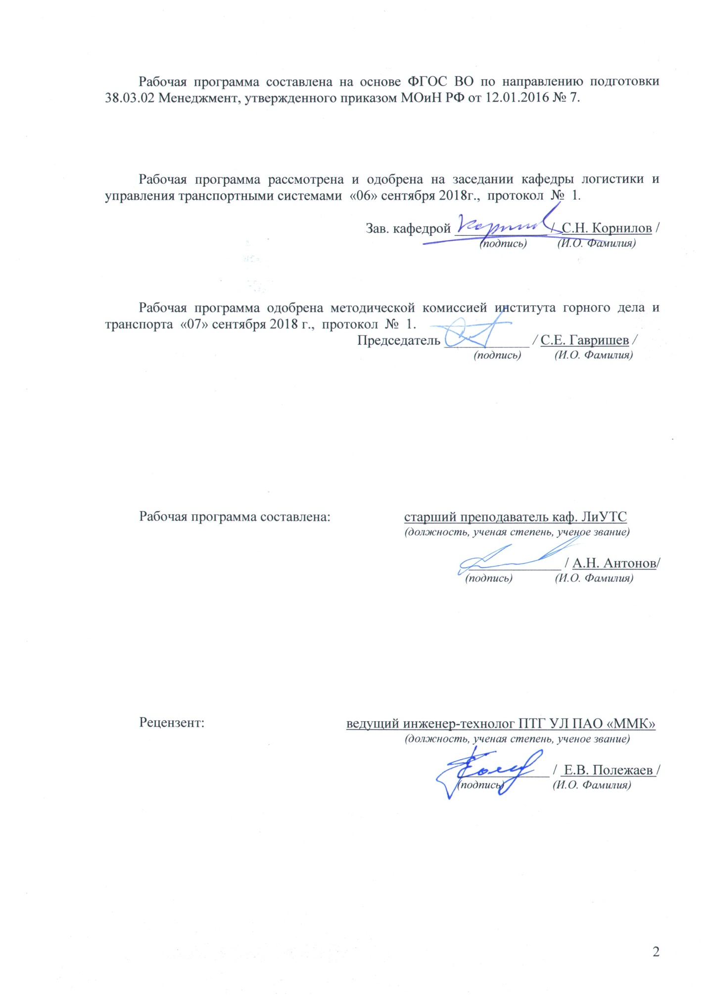 Рабочая программа составлена на основе ФГОС ВО по направлению подготовки
38.03.02 Менеджмент, утвержденного приказом МОиН РФ от 12.01.2016 № 7.
Рабочая программа рассмотрена и одобрена на заседании кафедры логистики и
управления транспортными системами «06» сентября 2018г., протокол № 1.
Зав. кафедрой ______________/ С.Н. Корнилов /
(подпись) (И.О. Фамилия)
Рабочая программа одобрена методической комиссией института горного дела и
транспорта «07» сентября 2018 г., протокол № 1.
Председатель ____________ / С.Е. Гавришев /
(подпись) (И.О. Фамилия)
Рабочая программа составлена: старший преподаватель каф. ЛиУТС
(должность, ученая степень, ученое звание)
_____________ / А.Н. Антонов/
(подпись) (И.О. Фамилия)
Рецензент: ведущий инженер-технолог ПТГ УЛ ПАО «ММК»
(должность, ученая степень, ученое звание)
_____________ / Е.В. Полежаев /
(подпись) (И.О. Фамилия)
2